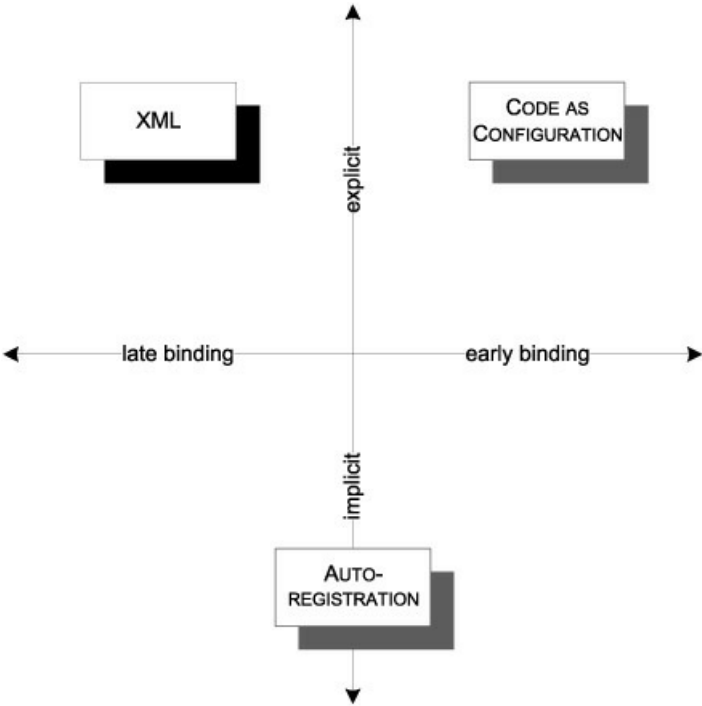 XML
CODE AS
CONFIGURATION
explicit
late binding
early binding
implicit
AUTO-
REGISTRATION